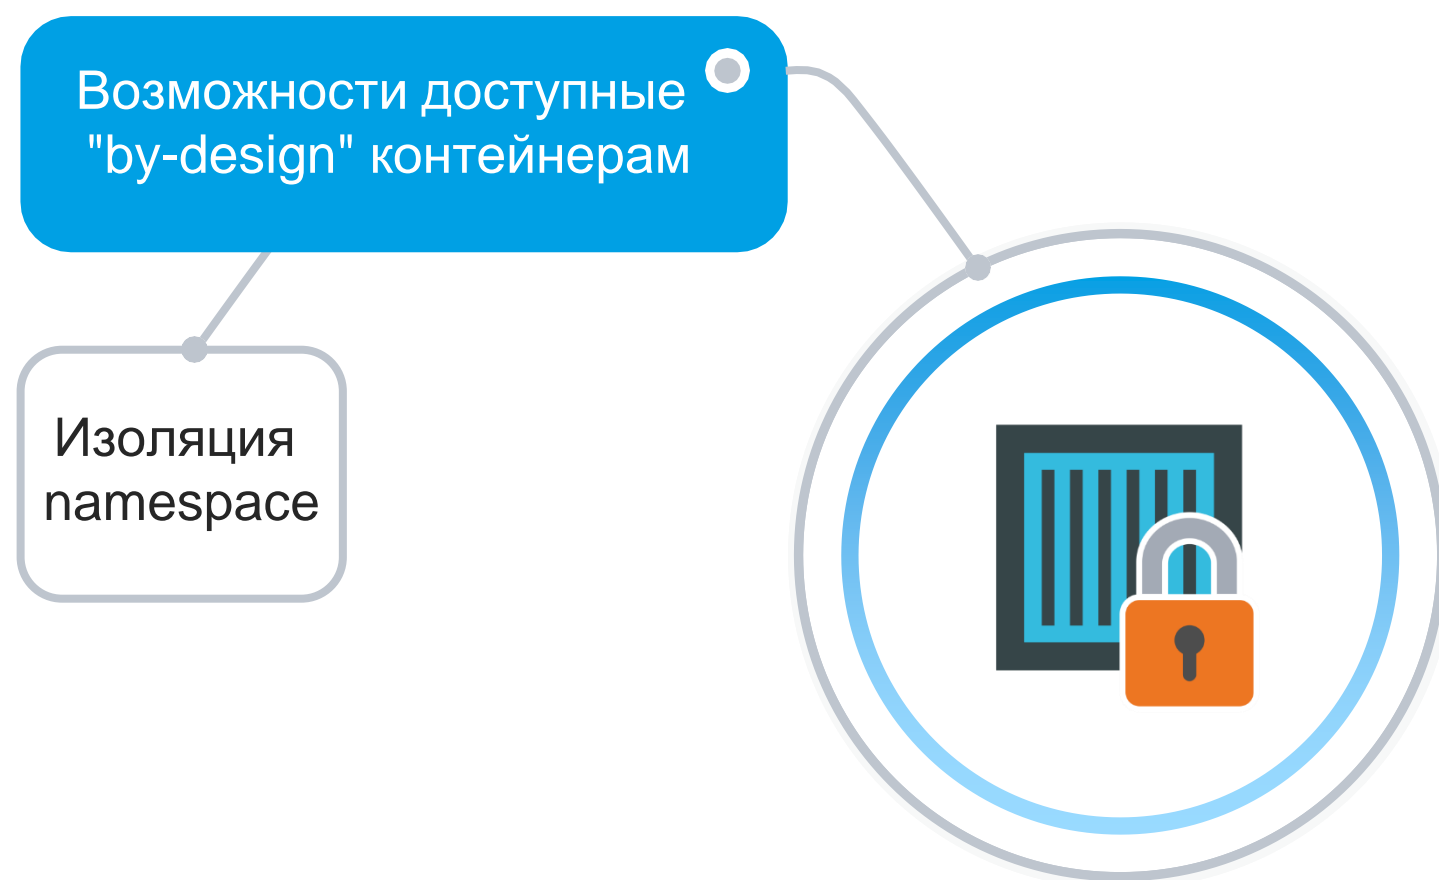 Возможности доступные
"by-design" контейнерам
Изоляция
namespace